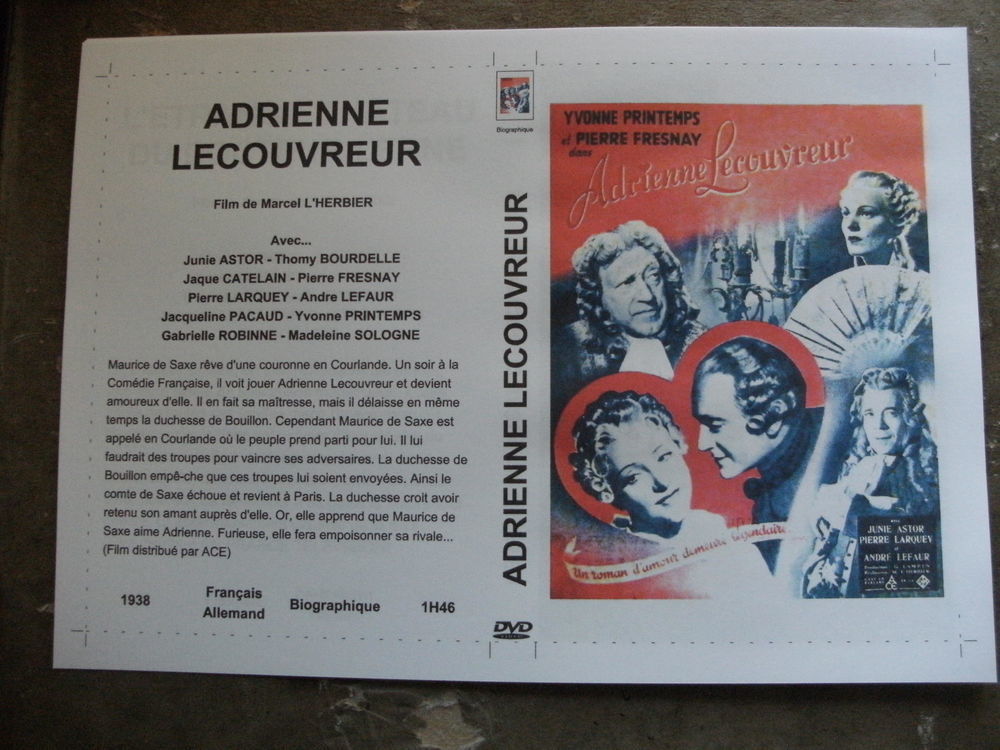 ADRIENNE
LECOUVREUR
Film de Marcel L'HERBIER
Avec...
Junie ASTOR - Thomy BOURDELLE
Jaque CATELAIN - Pierre FRESNAY
Pierre LARQUEY - Andre LEFAUR
Jacqueline PACAUD - Yvonne PRINTEMPS
Gabrielle ROBINNE - Madeleine SOLOGNE
Maurice de Saxe rêve d'une couronne en Courlande. Un soir à la
Comédie Française, il voit jouer Adrienne Lecouvreur et devient
amoureux d'elle. Il en fait sa maîtresse, mais il délaisse en même
temps la duchesse de Bouillon. Cependant Maurice de Saxe est
appelé en Courlande où le peuple prend parti pour lui. Il lui
faudrait des troupes pour vaincre ses adversaires. La duchesse de
Bouillon empê-che que ces troupes lui soient envoyées. Ainsi le
comte de Saxe échoue et revient à Paris. La duchesse croit avoir
retenu son amant auprès d'elle. Or, elle apprend que Maurice de
Saxe aime Adrienne. Furieuse, elle fera empoisonner sa rivale...
(Film distribué par ACE)
1938
Français
Allemand
Biographique
1H46
Biographique
ADRIENNE LECOUVREUR
DVD
VIDEO
YVONNE PRINTEMPS
et PIERRE FRESNAY
dans
Adrienne Lecouvreur
Un roman d'amour demeuré légendaire...
AVEC
JUNIE ASTOR
PIERRE LARQUEY
et
ANDRÉ LEFAUR
ACE
UFA